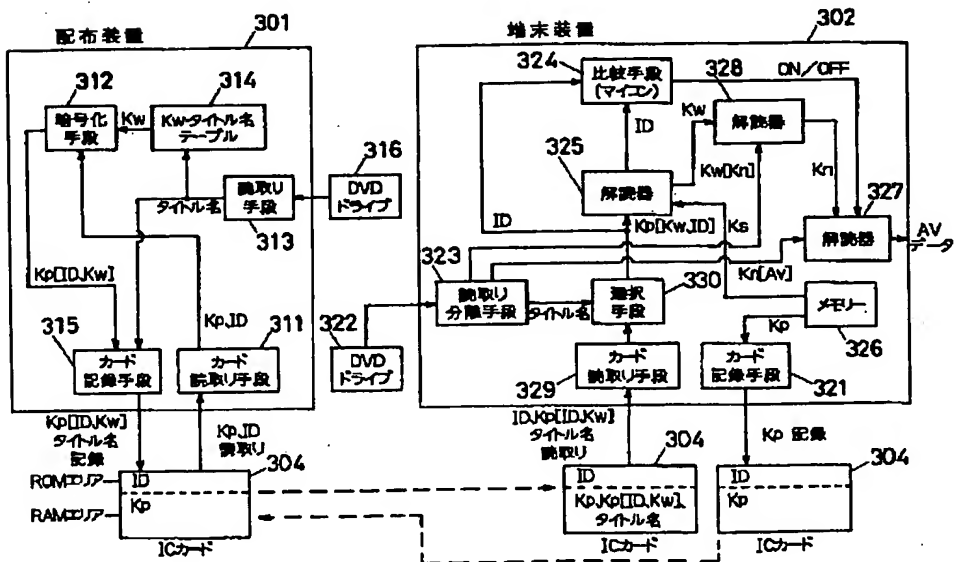 配布装置
301
312
314
暗号化
手段
Kw
Kw-タイトル名
テーブル
316
DVD
ドライブ
読取り
手段
313
タイトル名
Kp[ID,Kw]
Kp,ID
315
311
カード
記録手段
カード
読取り手段
Kp[ID,Kw]
タイトル名
記録
Kp,ID
読取り
304
ROMエリア
ID
RAMエリア
Kp
ICカード
端末装置
302
324
比較手段
(マイコン)
328
ON/OFF
ID
Kw
解読器
325
解読器
Kw[Kn]
Kn
327
ID
Kp[Kw,ID]
Ks
解読器
AV
データ
323
読取り
分離手段
Kn[AV]
330
タイトル名
選択
手段
メモリー
326
322
DVD
ドライブ
Kp
カード
読取り手段
329
カード
記録手段
321
ID,Kp[ID,Kw]
タイトル名
読取り
Kp 記録
304
ID
Kp,Kp[ID,Kw],
タイトル名
ICカード
304
ID
Kp
ICカード